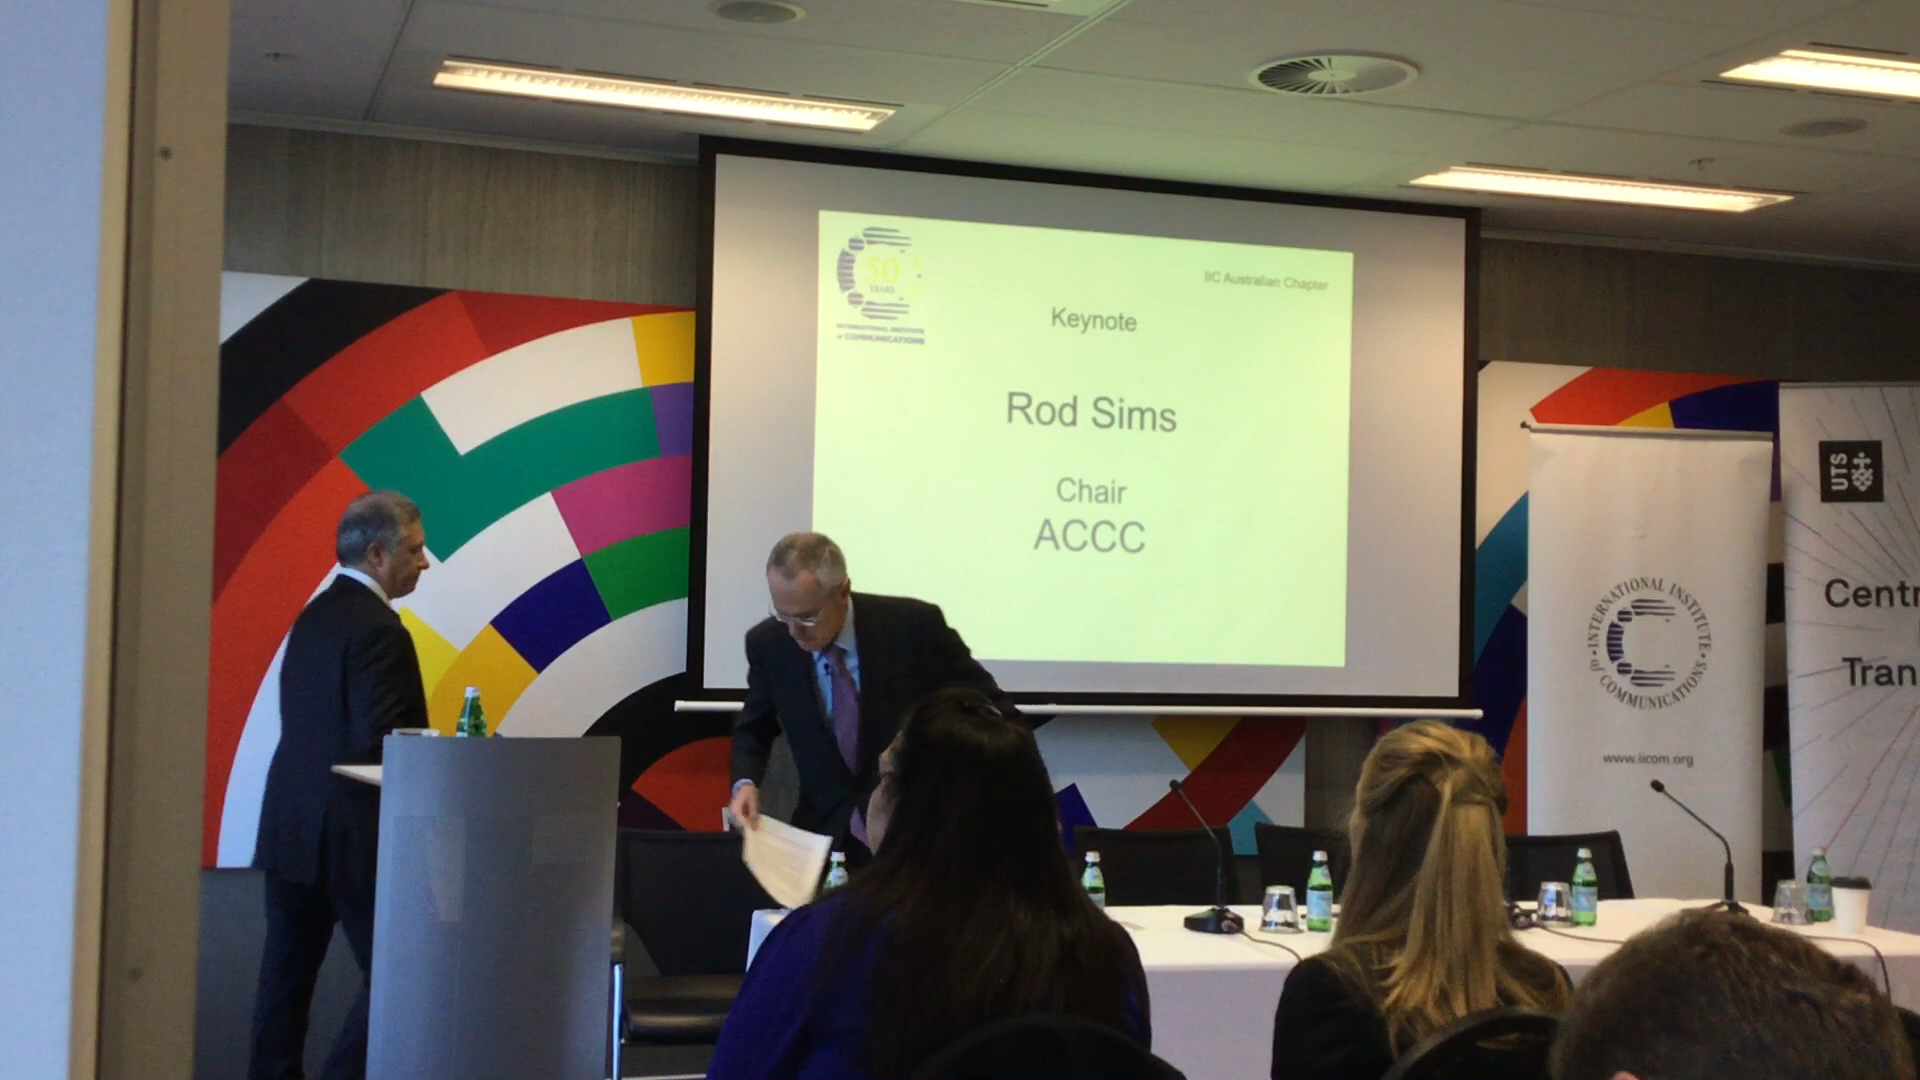 50
YEARS
INTERNATIONAL INSTITUTE
of COMMUNICATIONS
IIC Australian Chapter
Keynote
Rod Sims
Chair
ACCC
INTERNATIONAL INSTITUTE
of COMMUNICATIONS
www.iicom.org
UTS
Centr
Tran